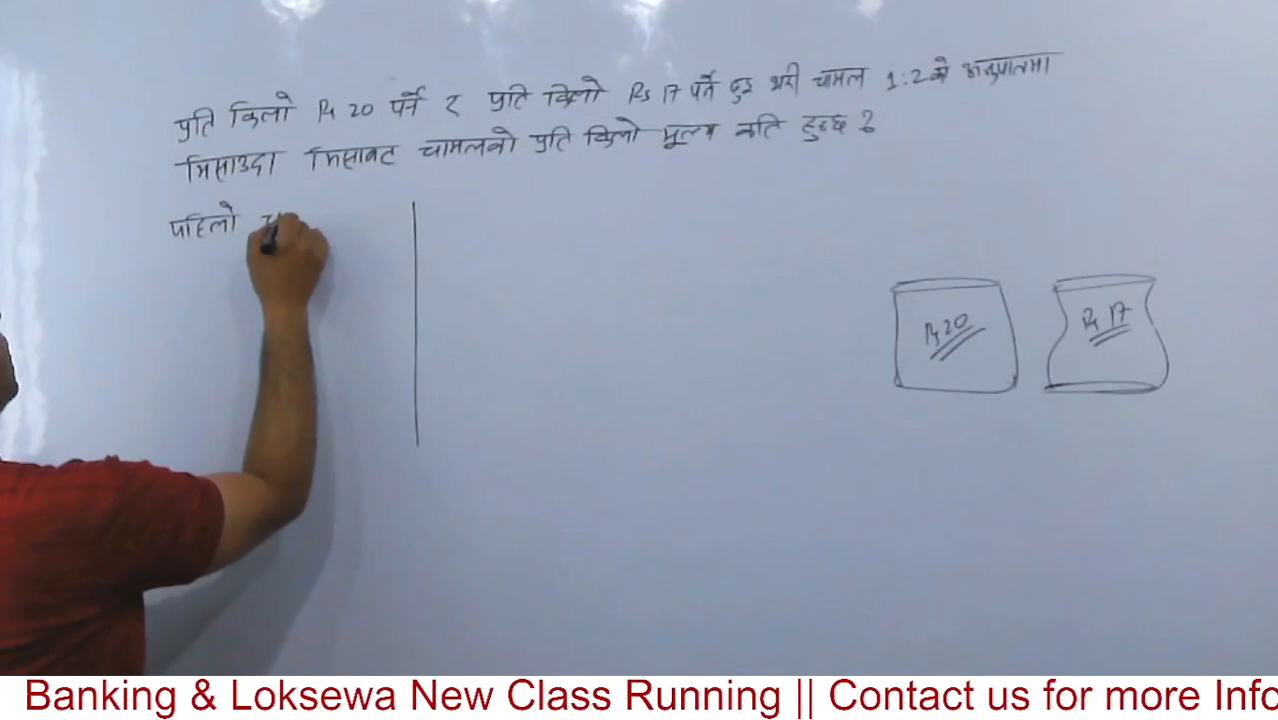 प्रति किलो Rs 20 पर्ने र प्रति किलो Rs 17 पर्ने दुइ थरी चामल 1:2 को अनुपातमा
मिसाउदा मिसावट चामलको प्रति किलो मूल्य कति हुन्छ ?
पहिलो
Rs 20
Rs 17
Banking & Loksewa New Class Running || Contact us for more Info